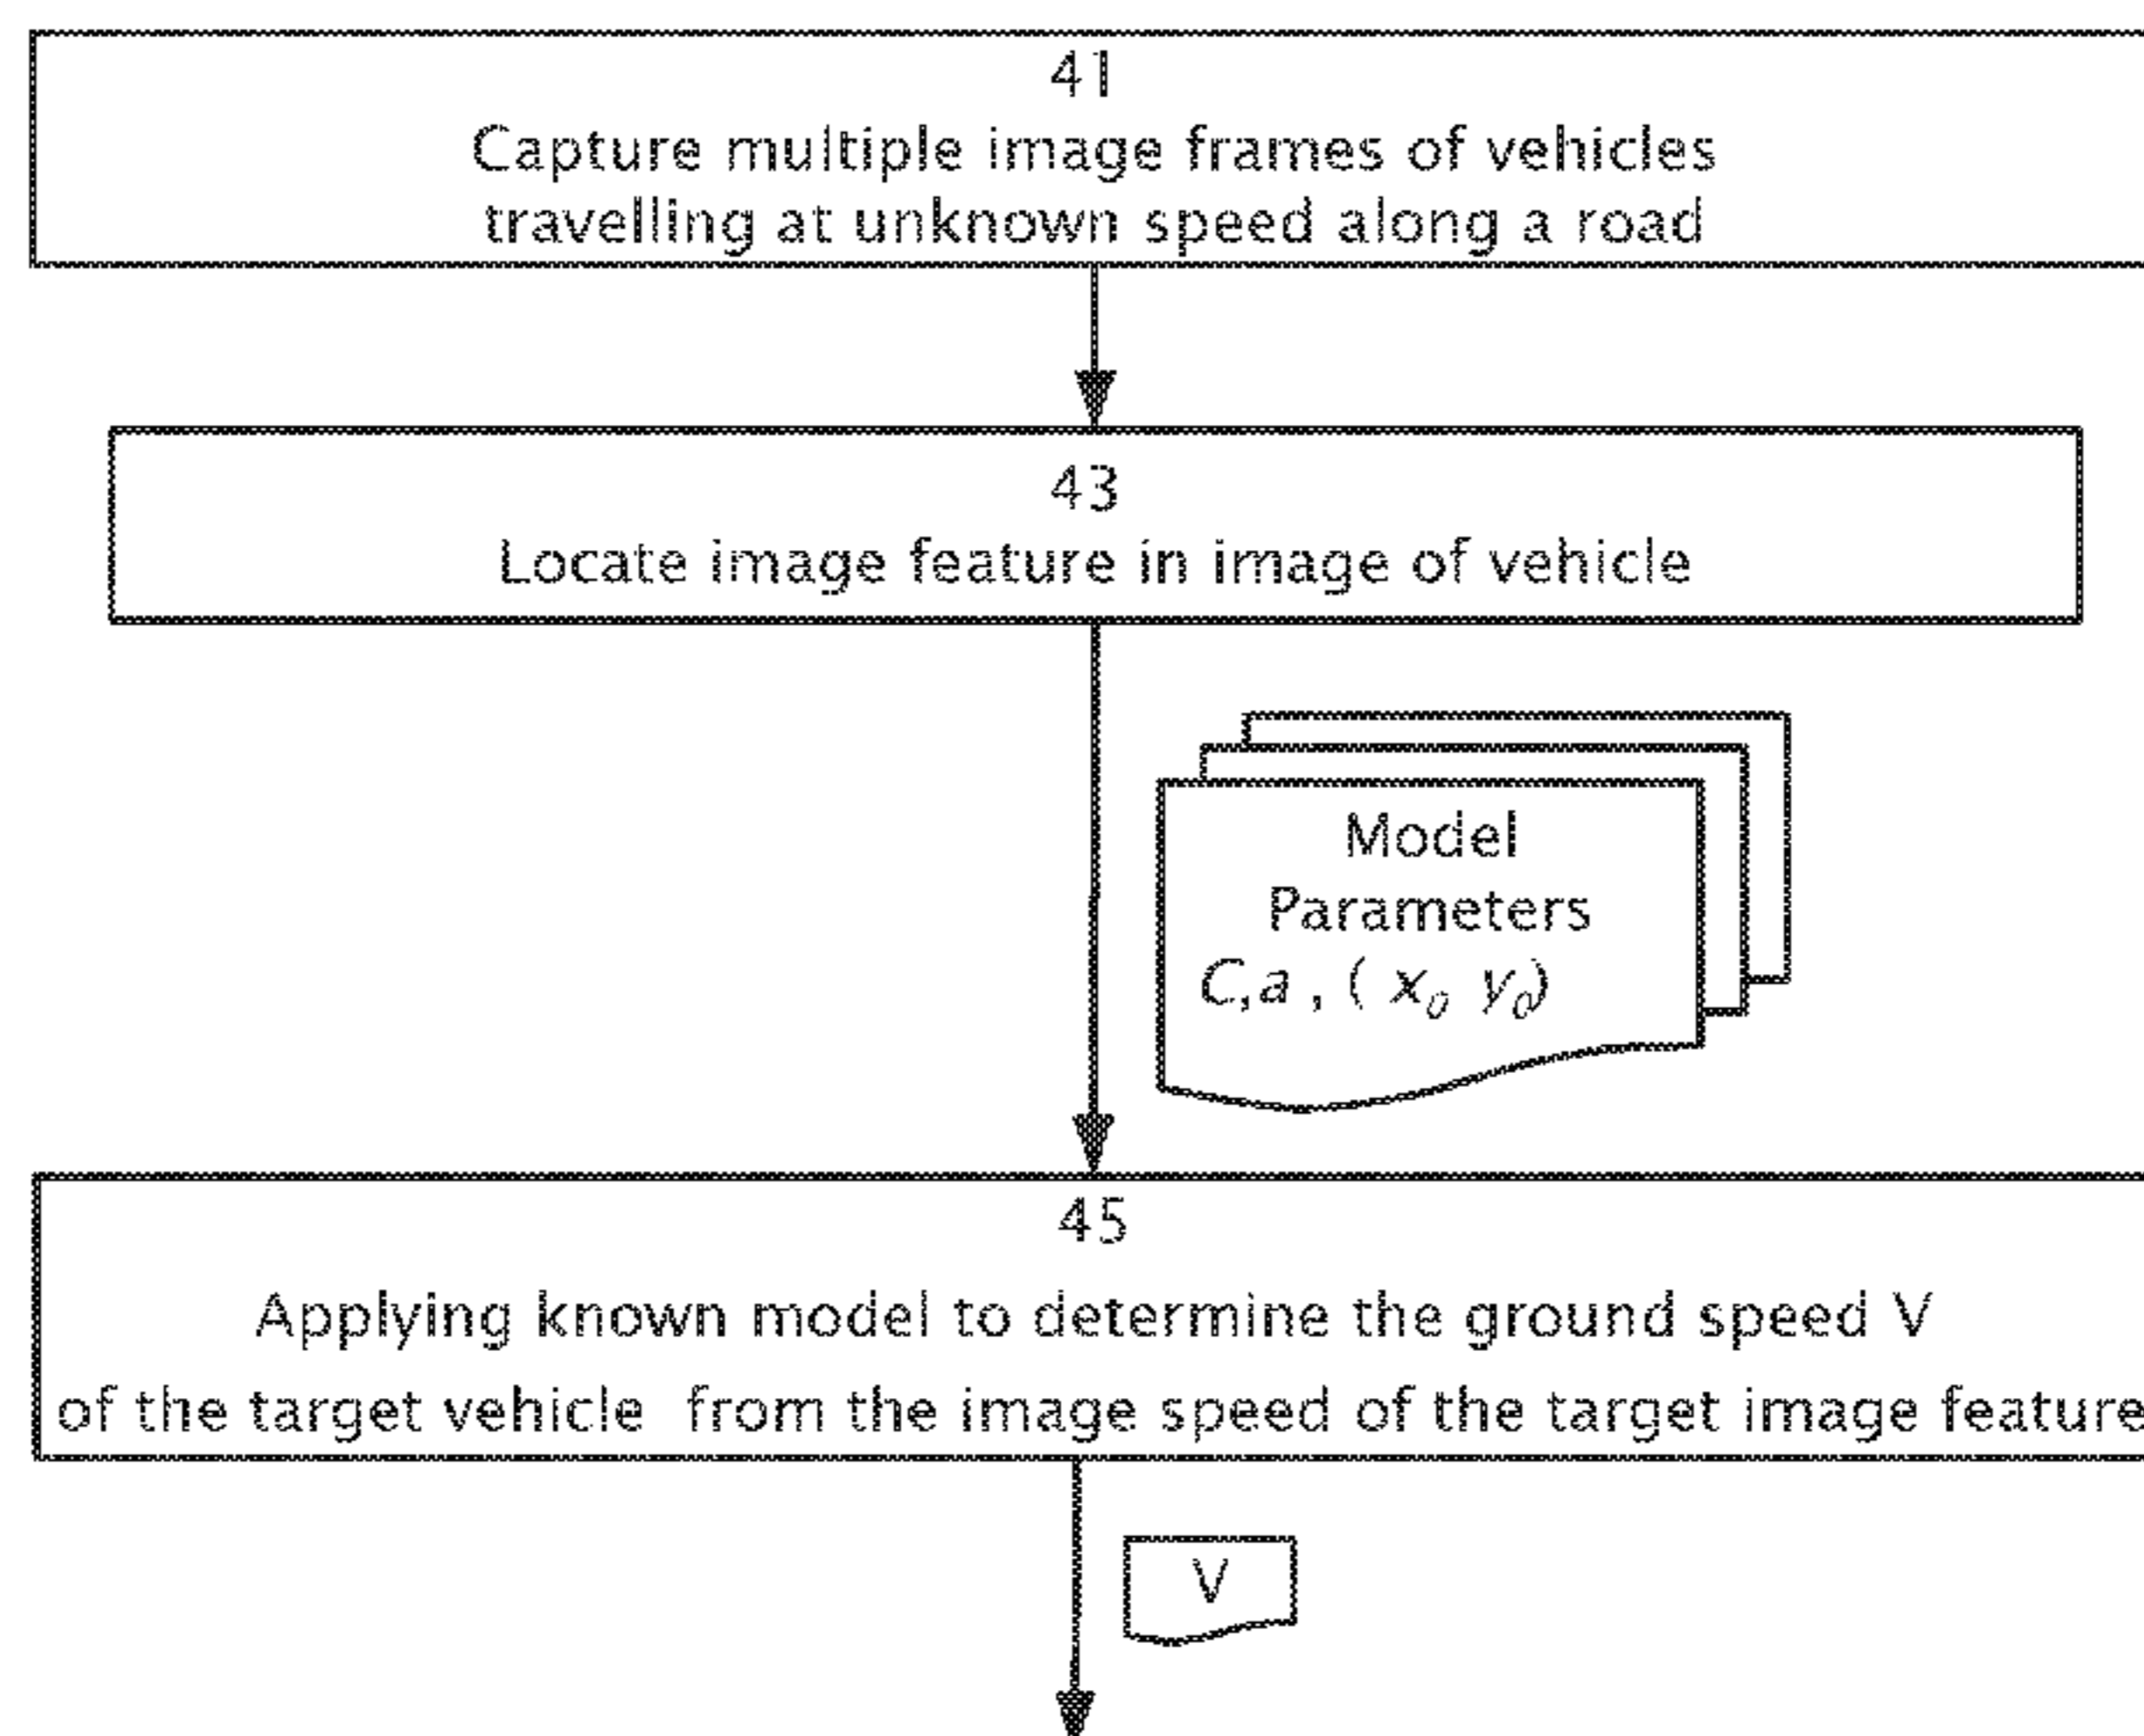 41
Capture multiple image frames of vehicles
travelling at unknown speed along a road
43
Locate image feature in image of vehicle
Model
Parameters
C,a , ( x₀ y₀)
45
Applying known model to determine the ground speed V
of the target vehicle from the image speed of the target image feature
V